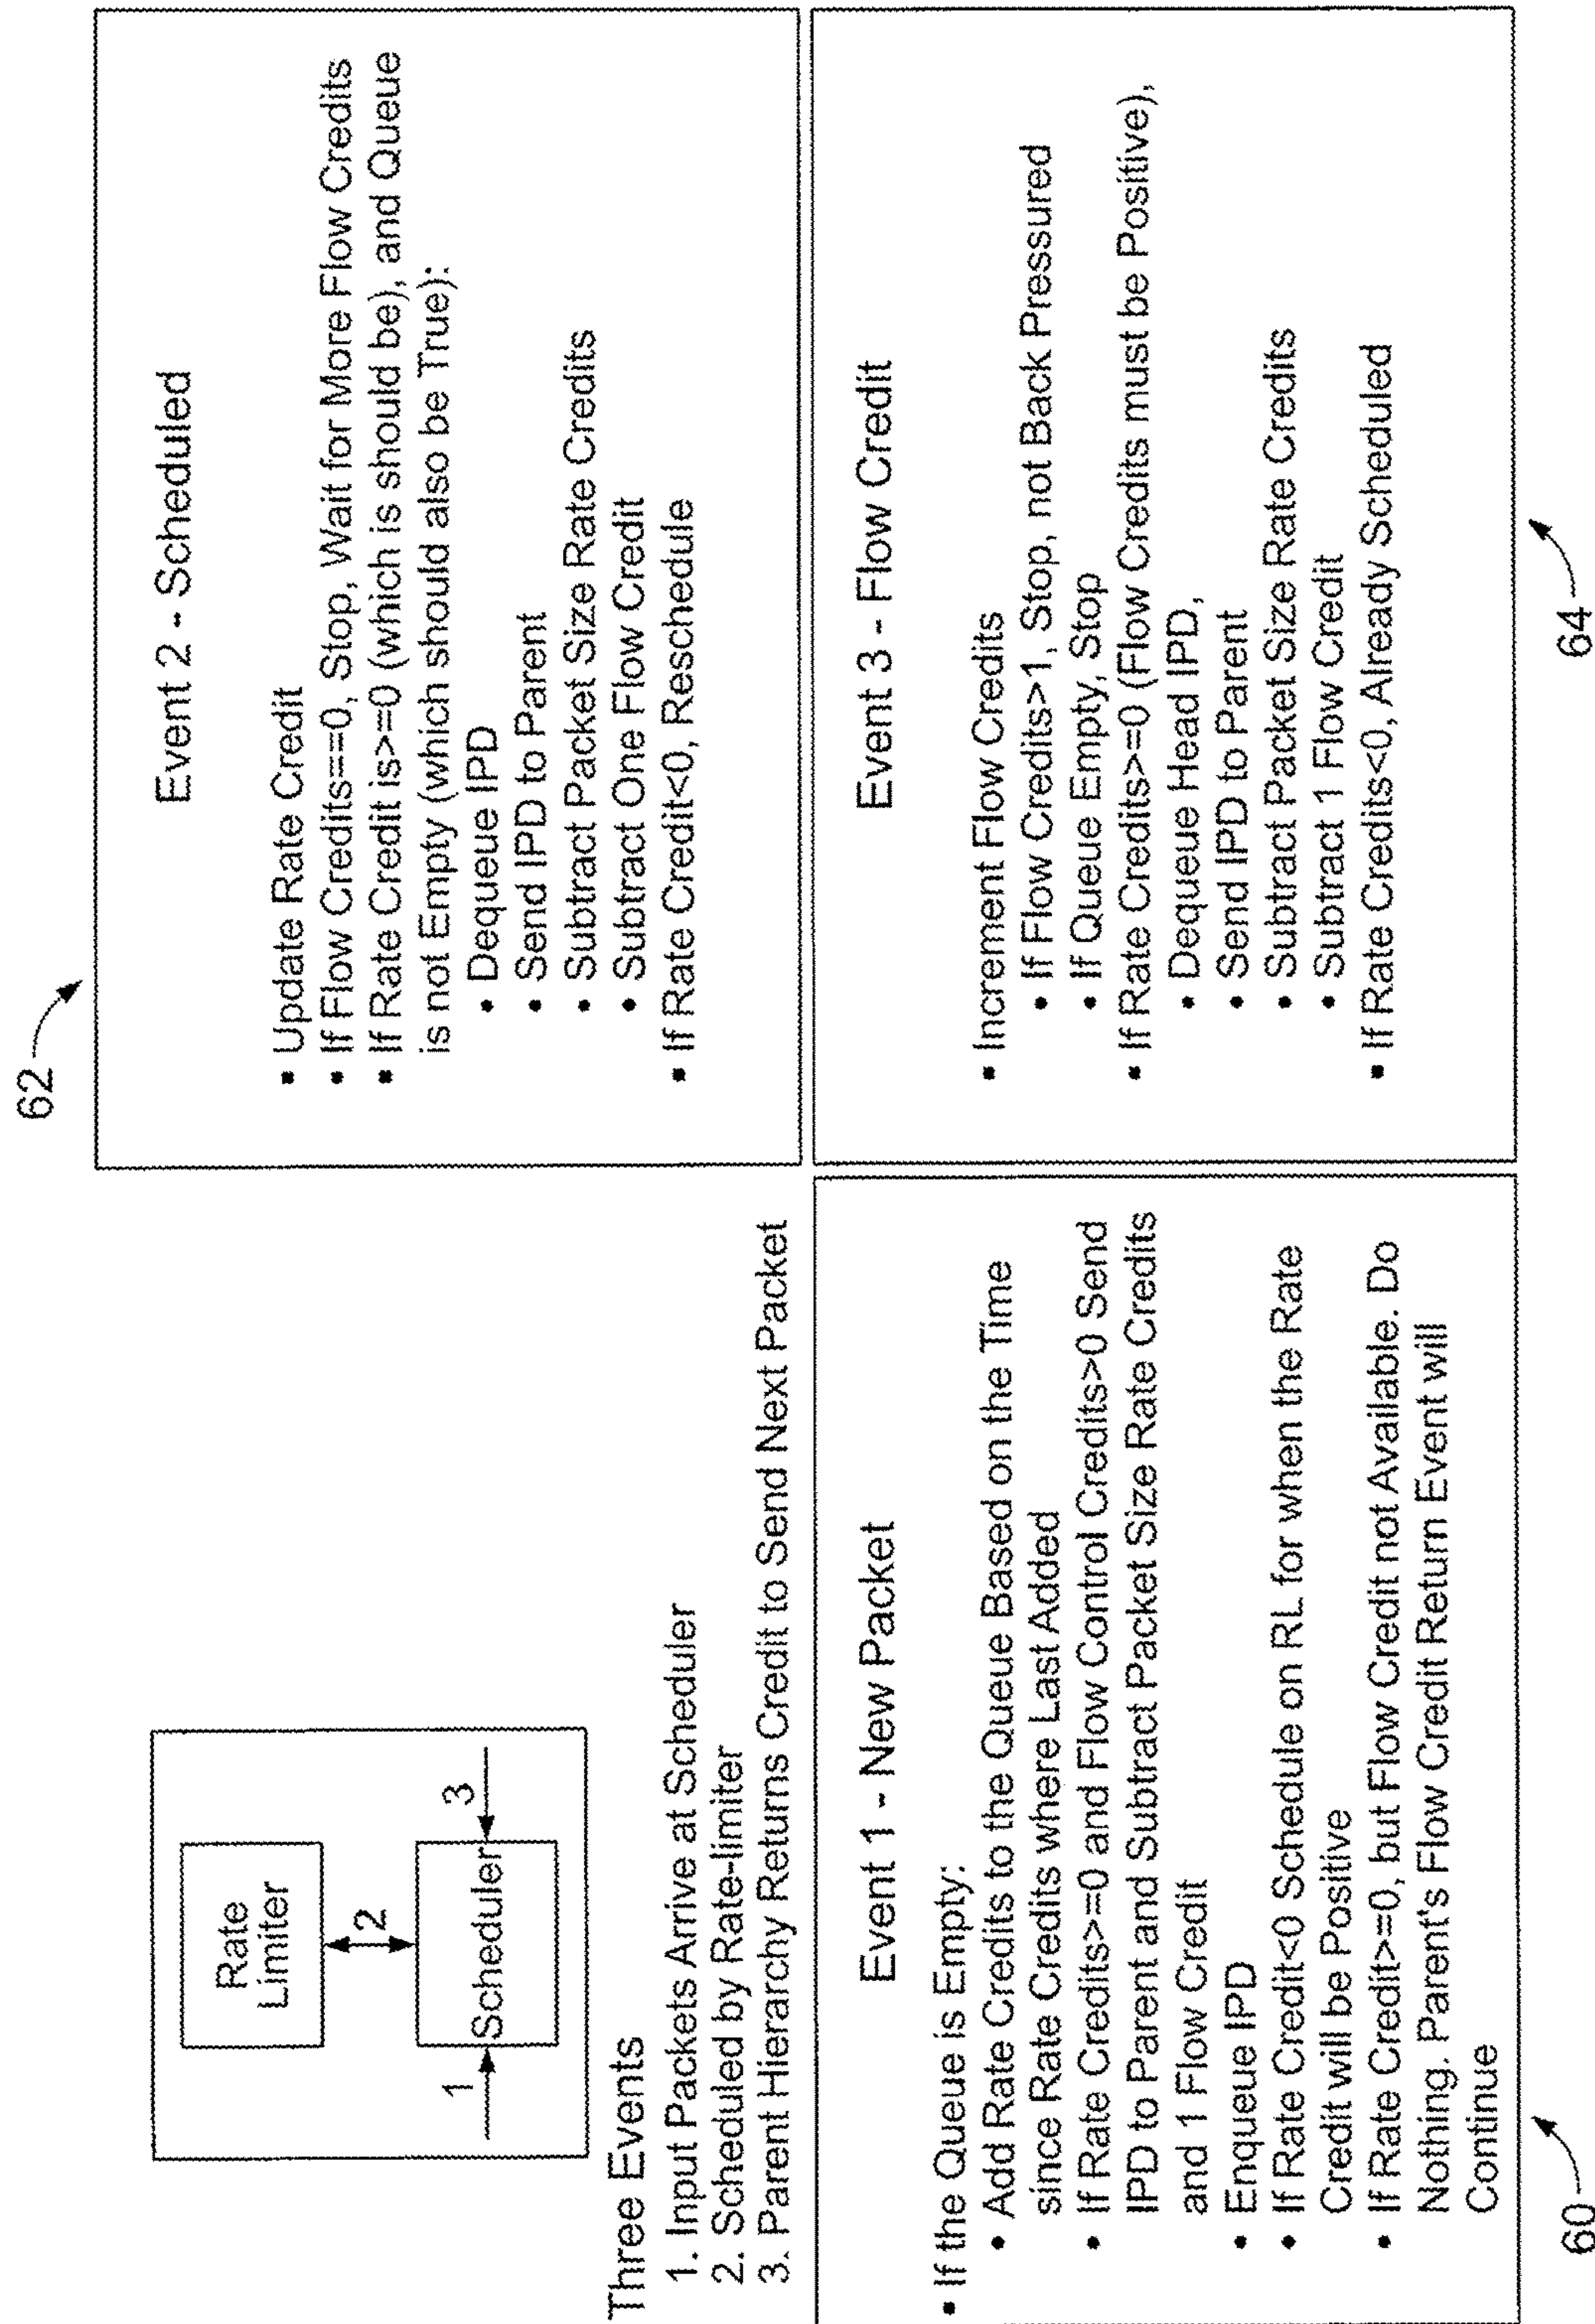 Rate
Limiter
2
1
Scheduler
3
Three Events
1. Input Packets Arrive at Scheduler
2. Scheduled by Rate-limiter
3. Parent Hierarchy Returns Credit to Send Next Packet
62
Event 2 - Scheduled
• Update Rate Credit
• If Flow Credits==0, Stop, Wait for More Flow Credits
• If Rate Credit is>=0 (which is should be), and Queue
is not Empty (which should also be True):
• Dequeue IPD
• Send IPD to Parent
• Subtract Packet Size Rate Credits
• Subtract One Flow Credit
• If Rate Credit<0, Reschedule
Event 1 - New Packet
• If the Queue is Empty:
• Add Rate Credits to the Queue Based on the Time
since Rate Credits where Last Added
• If Rate Credits>=0 and Flow Control Credits>0 Send
IPD to Parent and Subtract Packet Size Rate Credits
and 1 Flow Credit
• Enqueue IPD
• If Rate Credit<0 Schedule on RL for when the Rate
Credit will be Positive
• If Rate Credit>=0, but Flow Credit not Available. Do
Nothing. Parent's Flow Credit Return Event will
Continue
60
Event 3 - Flow Credit
• Increment Flow Credits
• If Flow Credits>1, Stop, not Back Pressured
• If Queue Empty, Stop
• If Rate Credits>=0 (Flow Credits must be Positive),
• Dequeue Head IPD,
• Send IPD to Parent
• Subtract Packet Size Rate Credits
• Subtract 1 Flow Credit
• If Rate Credits<0, Already Scheduled
64